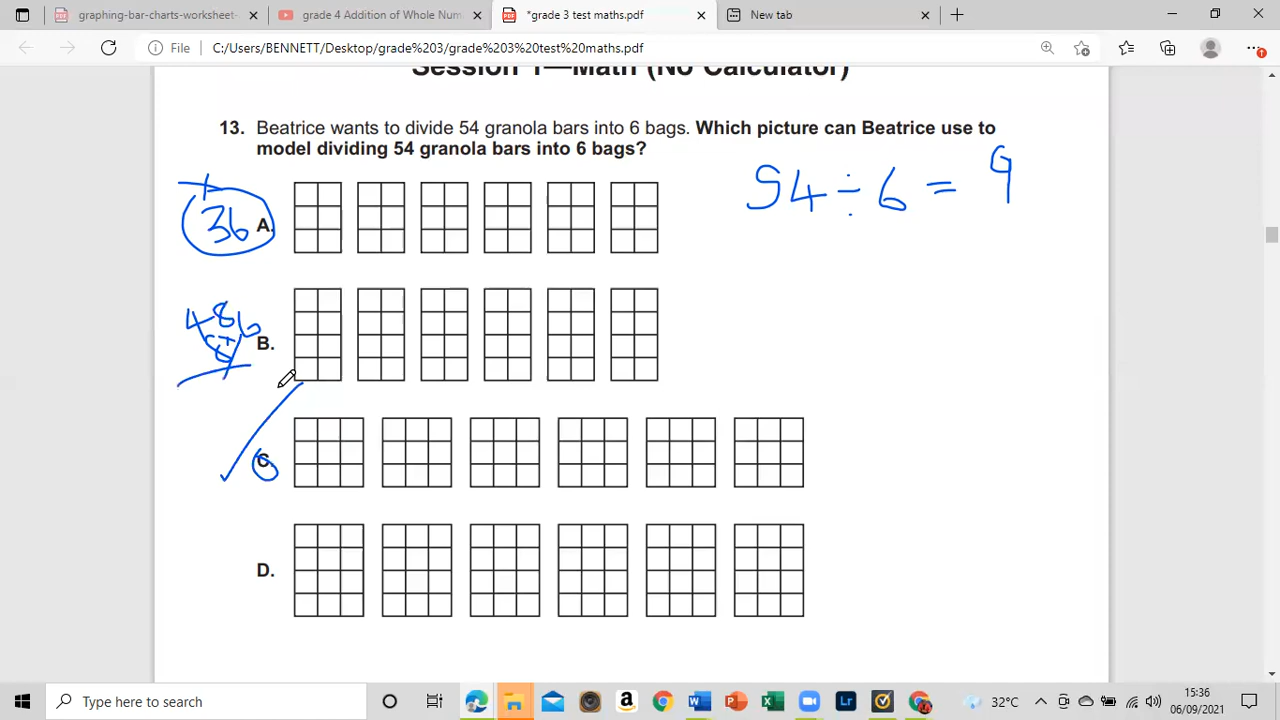 graphing-bar-charts-worksheet-
grade 4 Addition of Whole Num
*grade 3 test maths.pdf
New tab
File
C:/Users/BENNETT/Desktop/grade%203/grade%203%20test%20maths.pdf
Session 1—Math (No Calculator)
13. Beatrice wants to divide 54 granola bars into 6 bags. Which picture can Beatrice use to
model dividing 54 granola bars into 6 bags?
54 ÷ 6 = 9
36 A.
486 B.
C.
D.
Type here to search
Lr
32°C
15:36
06/09/2021